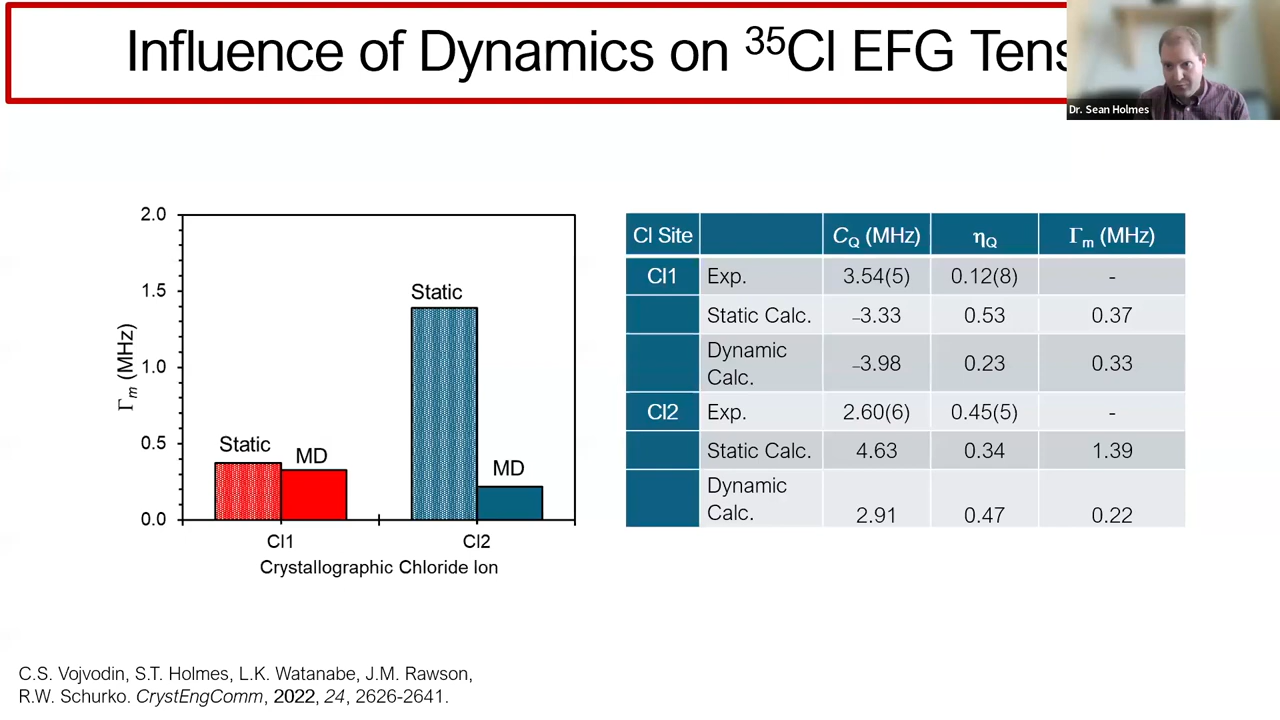 Influence of Dynamics on ³⁵Cl EFG Tens
Dr. Sean Holmes
2.0
1.5
1.0
0.5
0.0
Γm (MHz)
Static
MD
Static
MD
Cl1
Cl2
Crystallographic Chloride Ion
Cl Site CQ (MHz) ηQ Γm (MHz)
Cl1 Exp. 3.54(5) 0.12(8) -
Static Calc. –3.33 0.53 0.37
Dynamic
Calc. –3.98 0.23 0.33
Cl2 Exp. 2.60(6) 0.45(5) -
Static Calc. 4.63 0.34 1.39
Dynamic
Calc. 2.91 0.47 0.22
C.S. Vojvodin, S.T. Holmes, L.K. Watanabe, J.M. Rawson,
R.W. Schurko. CrystEngComm, 2022, 24, 2626-2641.